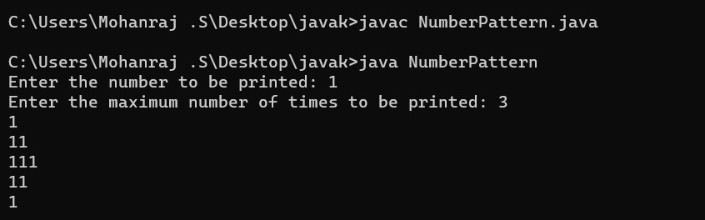 C:\Users\Mohanraj .S\Desktop\javak>javac NumberPattern.java
C:\Users\Mohanraj .S\Desktop\javak>java NumberPattern
Enter the number to be printed: 1
Enter the maximum number of times to be printed: 3
1
11
111
11
1